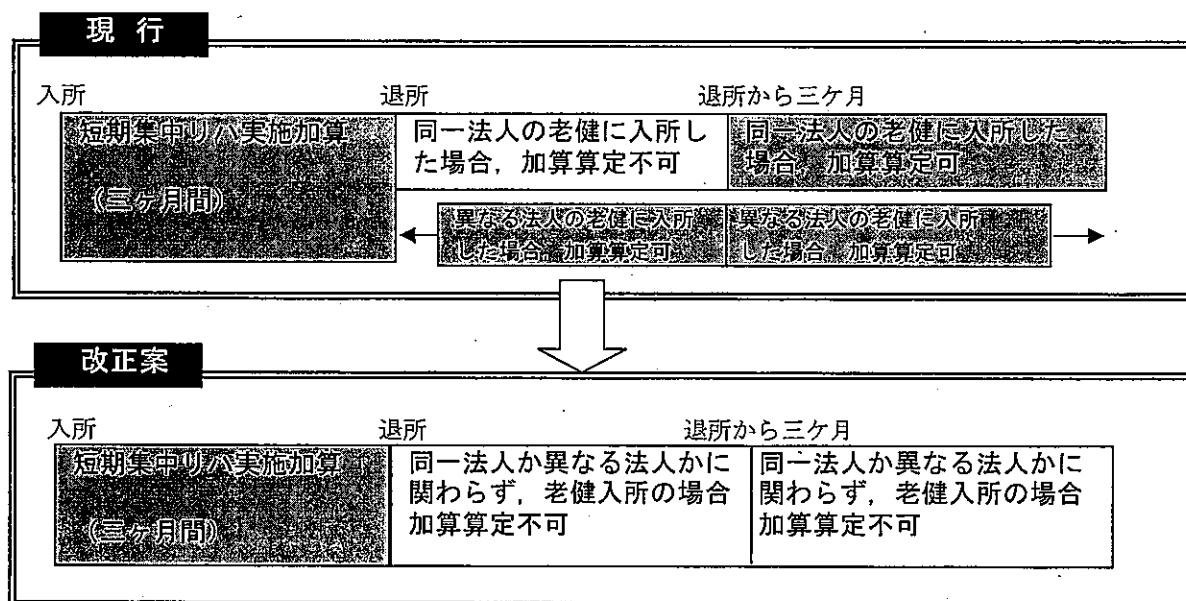 現 行
入所
退所
退所から三ケ月
短期集中リハ実施加算
(三ヶ月間)
同一法人の老健に入所し
た場合，加算算定不可
同一法人の老健に入所した
場合，加算算定可
異なる法人の老健に入所
した場合，加算算定可
異なる法人の老健に入所
した場合，加算算定可
改正案
入所
退所
退所から三ケ月
短期集中リハ実施加算
(三ヶ月間)
同一法人か異なる法人かに
関わらず，老健入所の場合
加算算定不可
同一法人か異なる法人かに
関わらず，老健入所の場合
加算算定不可